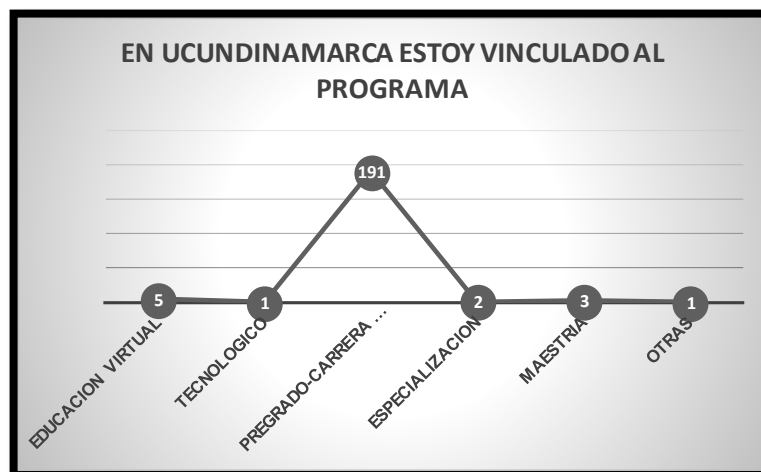 EN UCUNDINAMARCA ESTOY VINCULADO AL
PROGRAMA
191
5
1
2
3
1
EDUCACION VIRTUAL
TECNOLOGICO
PREGRADO-CARRERA ...
ESPECIALIZACION
MAESTRIA
OTRAS